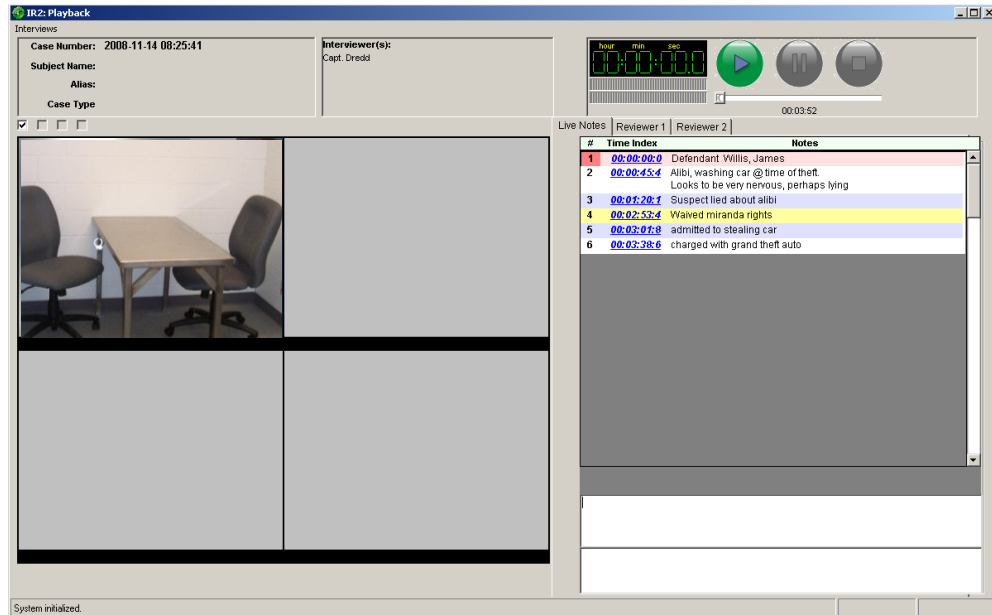 IR2: Playback
Interviews
Case Number: 2008-11-14 08:25:41
Subject Name:
Alias:
Case Type
Interviewer(s):
Capt. Dredd
hour min sec
00:00:00.0
00:03:52
Live Notes Reviewer 1 Reviewer 2
# Time Index Notes
1 00:00:00:0 Defendant Willis, James
2 00:00:45:4 Alibi, washing car @ time of theft.
Looks to be very nervous, perhaps lying
3 00:01:20:1 Suspect lied about alibi
4 00:02:53:4 Waived miranda rights
5 00:03:01:8 admitted to stealing car
6 00:03:38:6 charged with grand theft auto
System initialized.